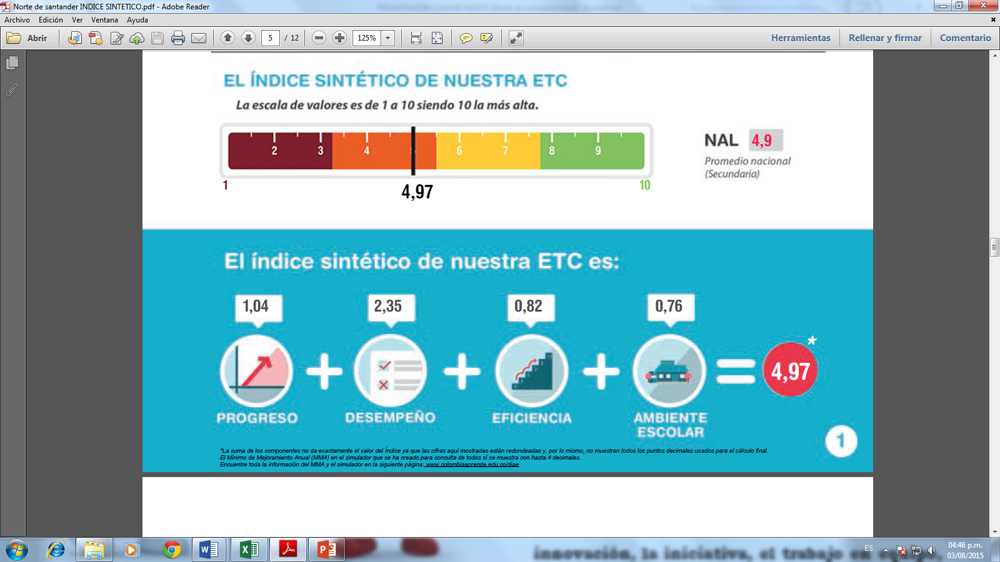 Norte de santander INDICE SINTETICO.pdf - Adobe Reader
Archivo Edición Ver Ventana Ayuda
Abrir 5 / 12 125% Herramientas Rellenar y firmar Comentario
EL ÍNDICE SINTÉTICO DE NUESTRA ETC
La escala de valores es de 1 a 10 siendo 10 la más alta.
2 3 4 6 7 8 9
1 10
4,97
NAL 4,9
Promedio nacional
(Secundaria)
El índice sintético de nuestra ETC es:
1,04 2,35 0,82 0,76
+ + + = 4,97 *
PROGRESO DESEMPEÑO EFICIENCIA AMBIENTE
ESCOLAR
1
*La suma de los componentes no da exactamente el valor del Índice ya que las cifras aquí mostradas están redondeadas y, por lo mismo, no muestran todos los puntos decimales usados para el cálculo final.
El Mínimo de Mejoramiento Anual (MMA) en el simulador que se ha creado para consulta de todos sí se muestra con hasta 4 decimales.
Encuentre toda la información del MMA y el simulador en la siguiente página: www.colombiaaprende.edu.co/diae
innovación, la iniciativa, el trabajo en equipo,
ES 04:46 p.m.
03/08/2015